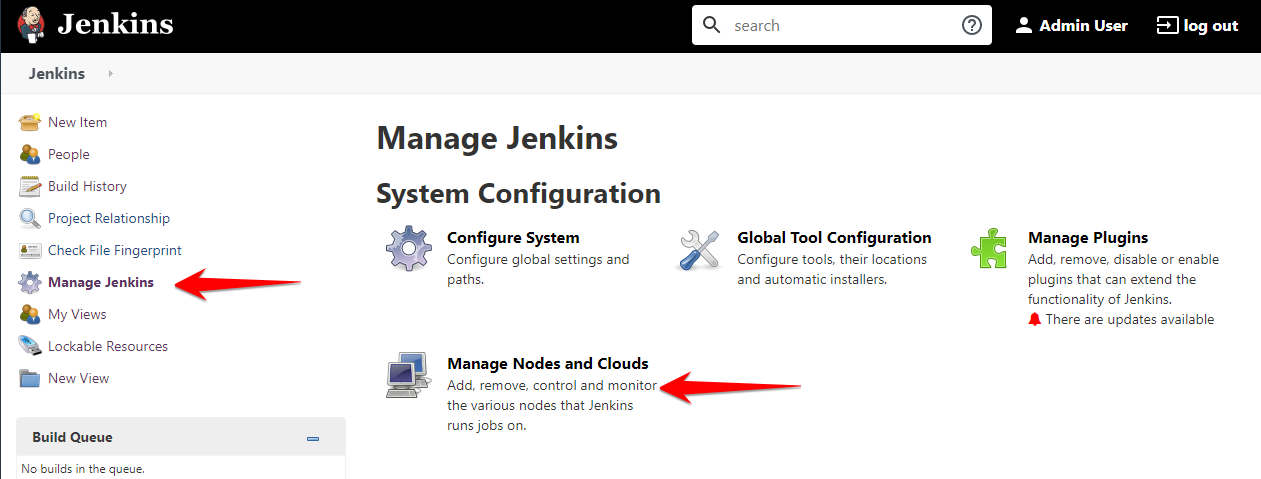 Jenkins
search
Admin User
log out
Jenkins
New Item
People
Build History
Project Relationship
Check File Fingerprint
Manage Jenkins
My Views
Lockable Resources
New View
Build Queue
No builds in the queue.
Manage Jenkins
System Configuration
Configure System
Configure global settings and
paths.
Global Tool Configuration
Configure tools, their locations
and automatic installers.
Manage Plugins
Add, remove, disable or enable
plugins that can extend the
functionality of Jenkins.
There are updates available
Manage Nodes and Clouds
Add, remove, control and monitor
the various nodes that Jenkins
runs jobs on.